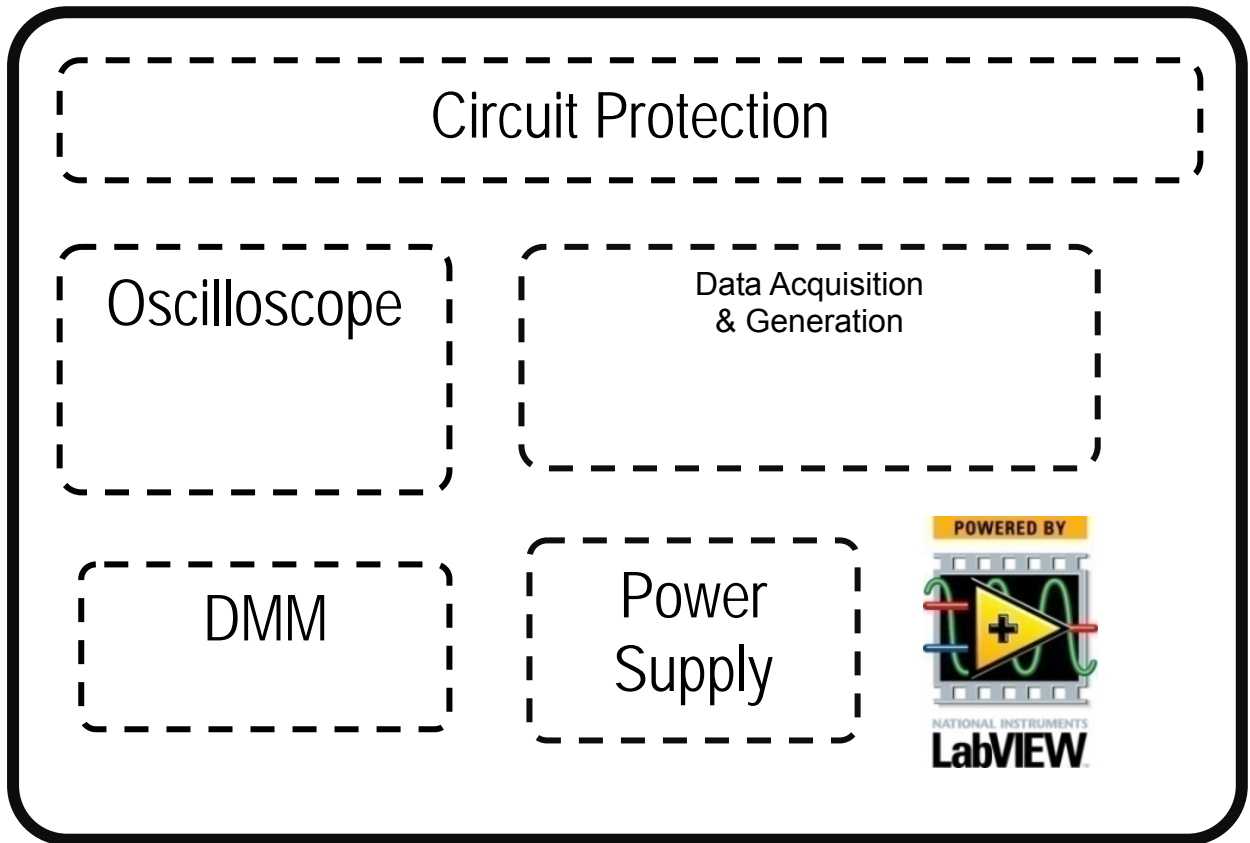 Circuit Protection
Oscilloscope
Data Acquisition
& Generation
DMM
Power
Supply
POWERED BY
NATIONAL INSTRUMENTS
LabVIEW